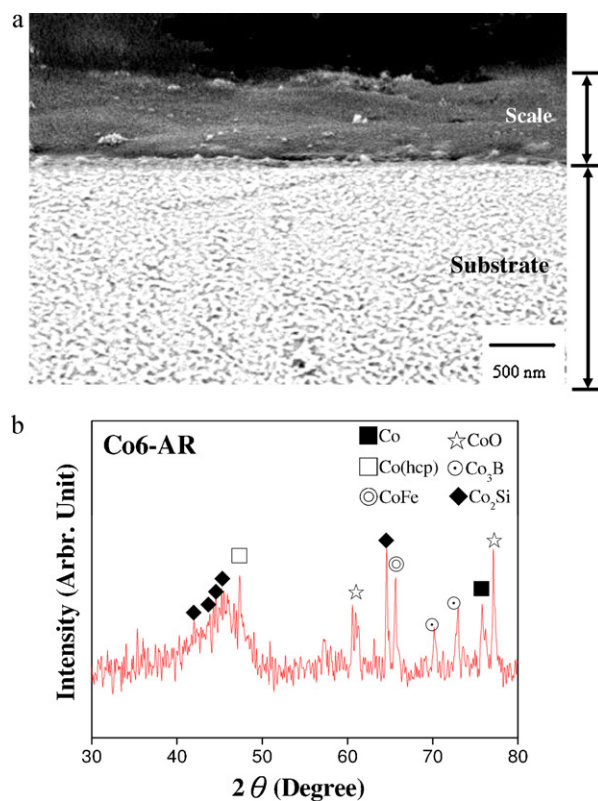 a
Scale
Substrate
500 nm
b
Co6-AR
■ Co ☆ CoO
□ Co(hcp) ⊙ Co₃B
◎ CoFe ◆ Co₂Si
Intensity (Arbr. Unit)
30 40 50 60 70 80
2 θ (Degree)